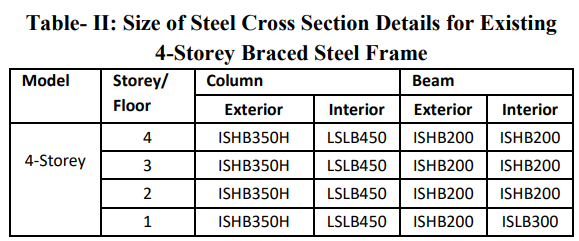 Table- II: Size of Steel Cross Section Details for Existing
4-Storey Braced Steel Frame
Model Storey/ Column Beam
Floor
Exterior Interior Exterior Interior
4-Storey
4 ISHB350H LSLB450 ISHB200 ISHB200
3 ISHB350H LSLB450 ISHB200 ISHB200
2 ISHB350H LSLB450 ISHB200 ISHB200
1 ISHB350H LSLB450 ISHB200 ISLB300